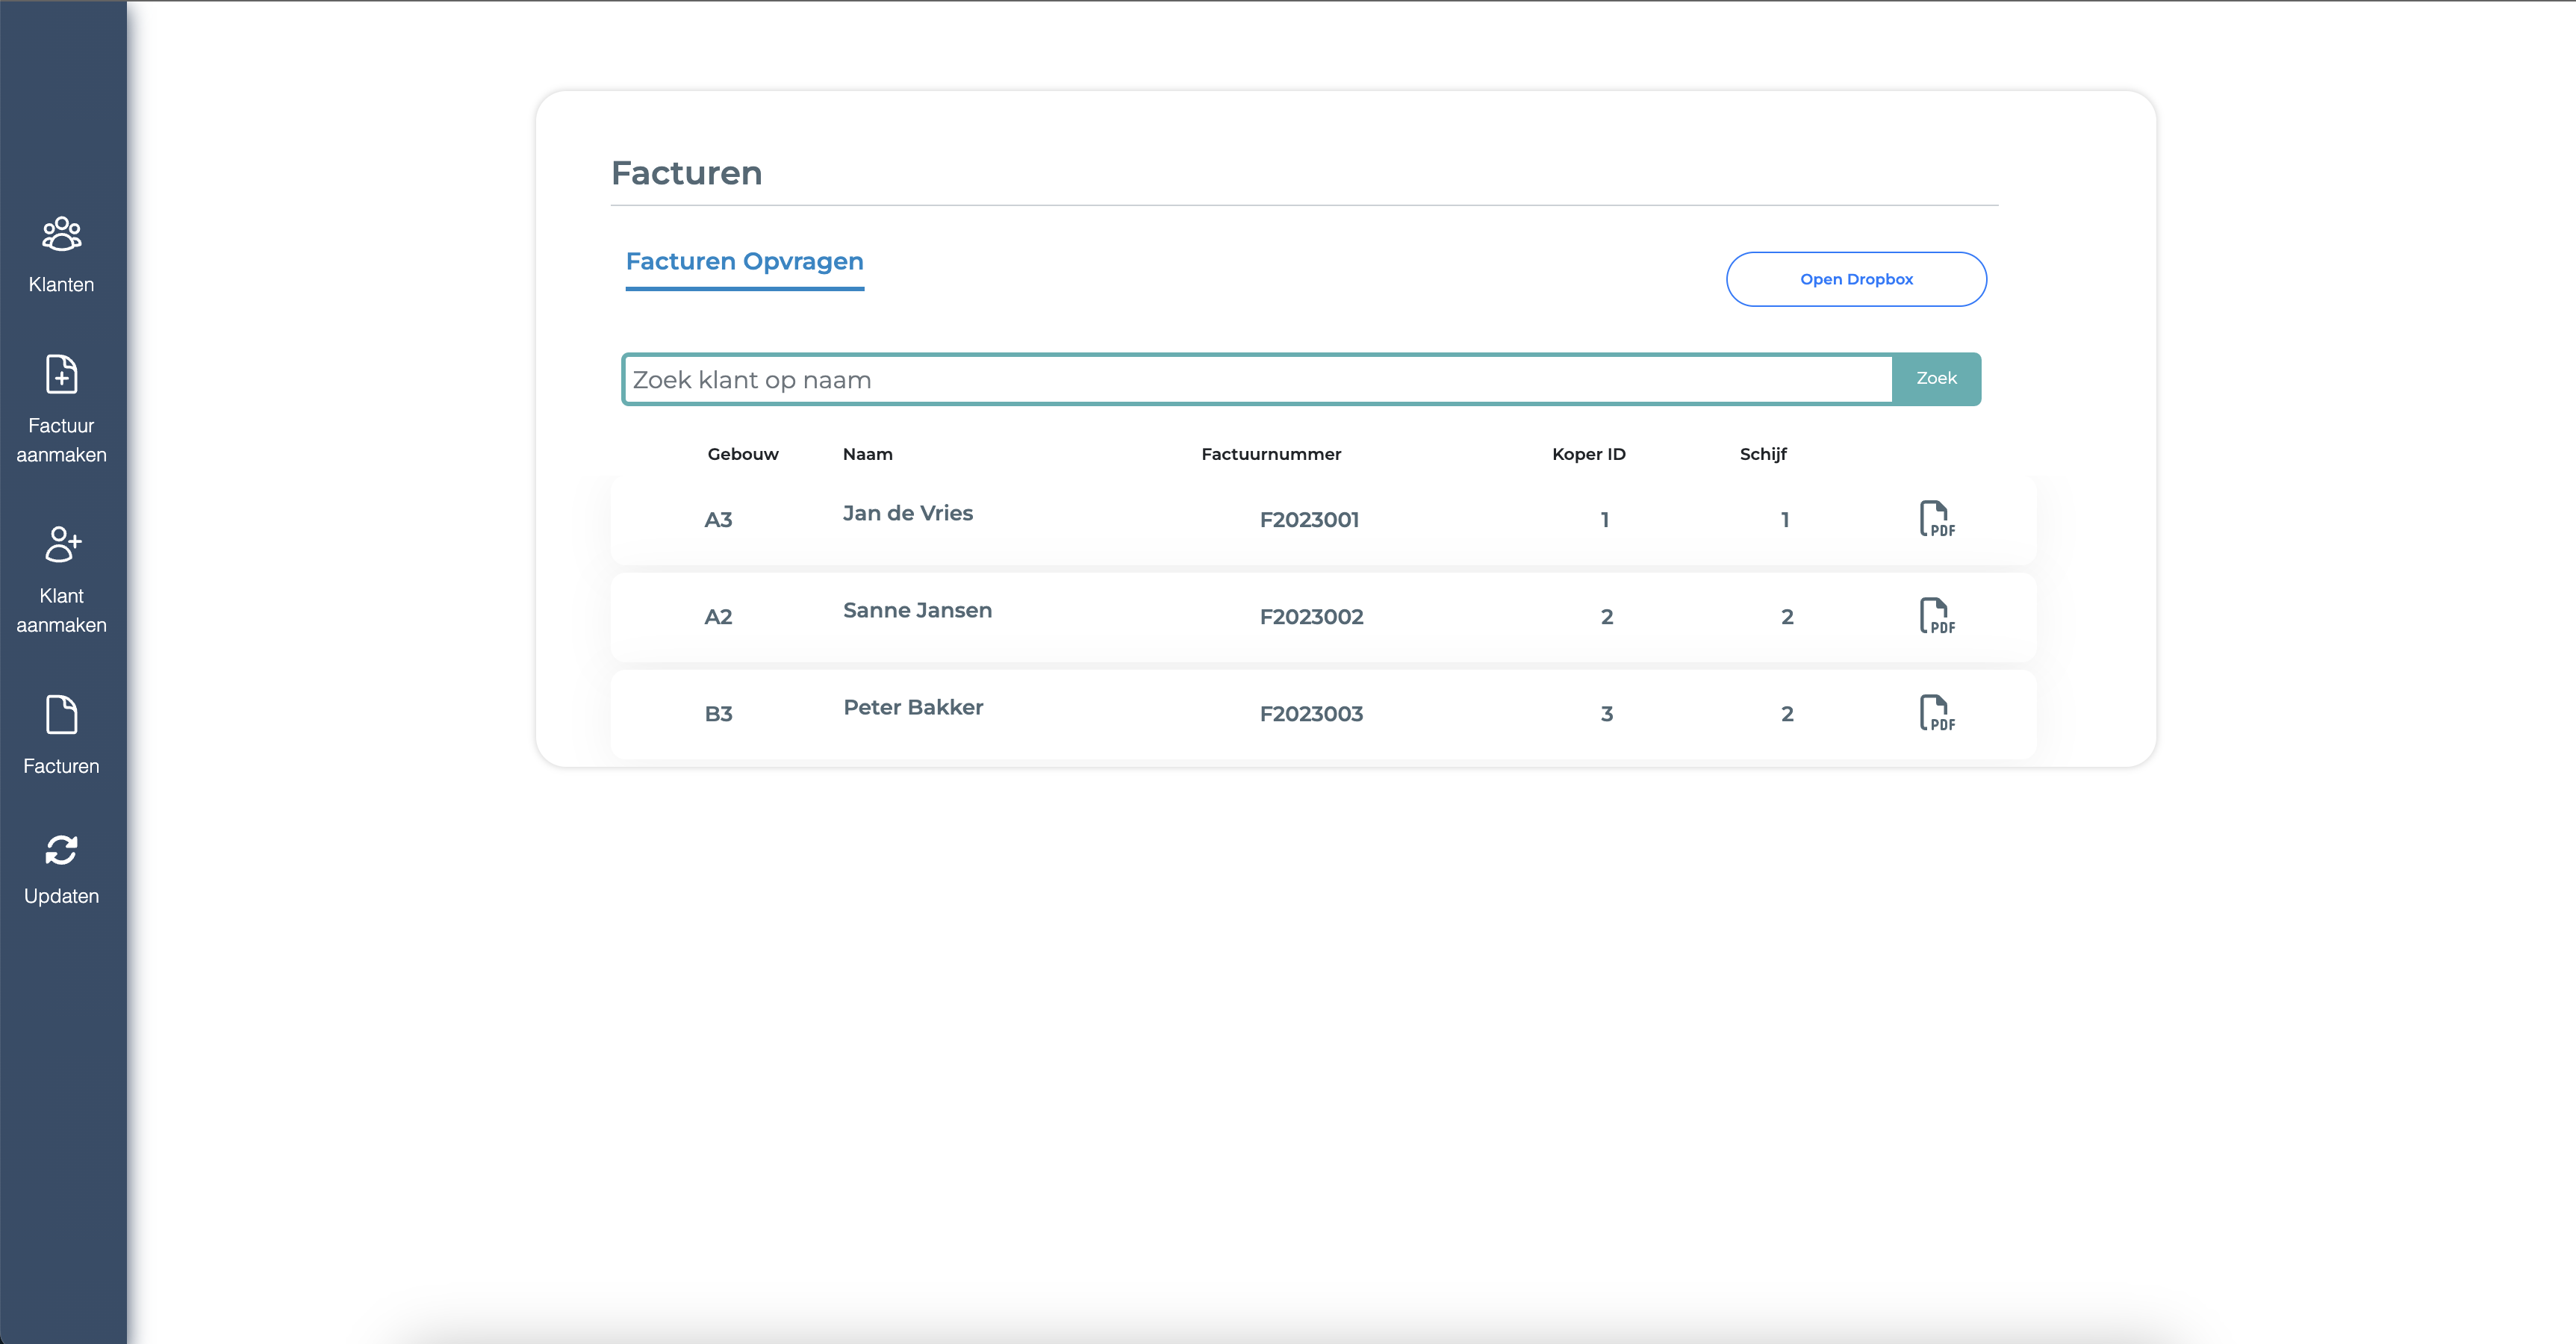 Klanten
Factuur
aanmaken
Klant
aanmaken
Facturen
Updaten
Facturen
Facturen Opvragen
Open Dropbox
Zoek klant op naam
Zoek
Gebouw Naam Factuurnummer Koper ID Schijf
A3 Jan de Vries F2023001 1 1 PDF
A2 Sanne Jansen F2023002 2 2 PDF
B3 Peter Bakker F2023003 3 2 PDF